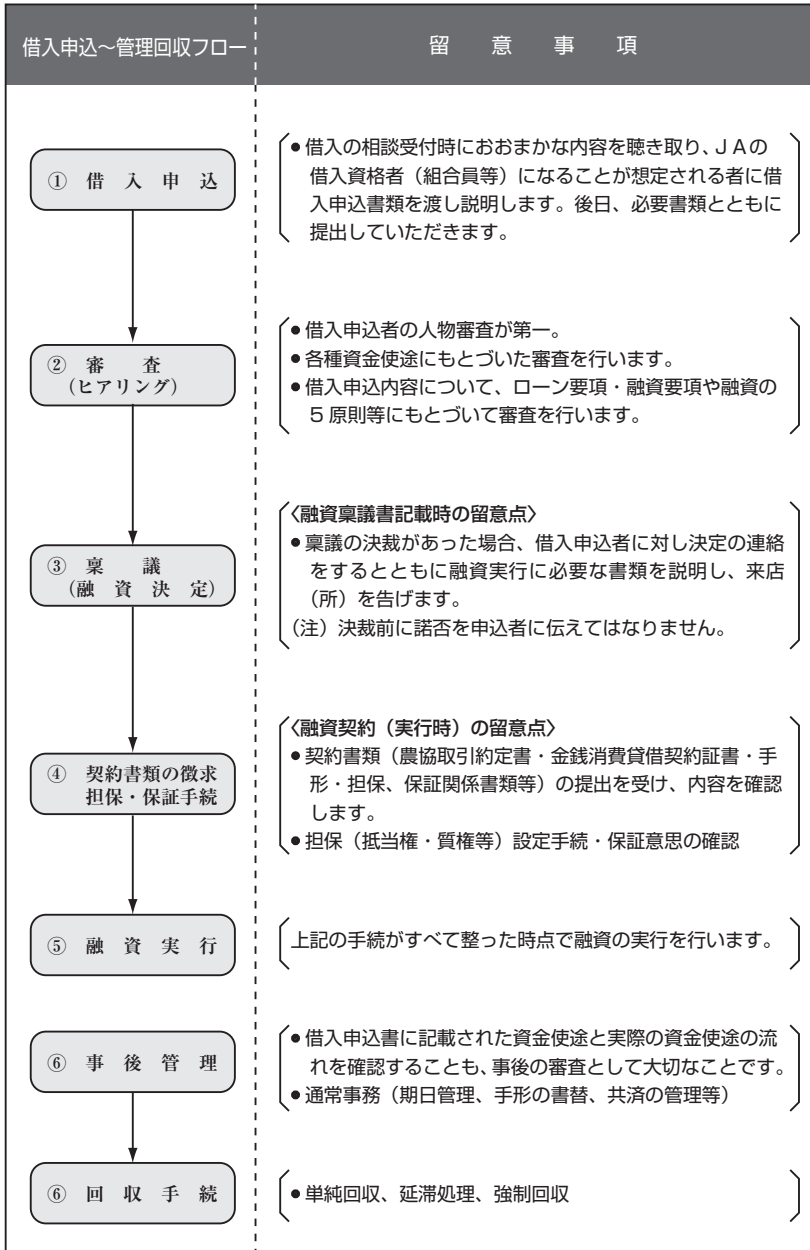 借入申込～管理回収フロー
留意事項
① 借入申込
●借入の相談受付時におおまかな内容を聴き取り、ＪＡの
借入資格者（組合員等）になることが想定される者に借
入申込書類を渡し説明します。後日、必要書類とともに
提出していただきます。
② 審査
（ヒアリング）
●借入申込者の人物審査が第一。
●各種資金使途にもとづいた審査を行います。
●借入申込内容について、ローン要項・融資要項や融資の
５原則等にもとづいて審査を行います。
③ 稟議
（融資決定）
〈融資稟議書記載時の留意点〉
●稟議の決裁があった場合、借入申込者に対し決定の連絡
をするとともに融資実行に必要な書類を説明し、来店
（所）を告げます。
（注）決裁前に諾否を申込者に伝えてはなりません。
④ 契約書類の徴求
担保・保証手続
〈融資契約（実行時）の留意点〉
●契約書類（農協取引約定書・金銭消費貸借契約証書・手
形・担保、保証関係書類等）の提出を受け、内容を確認
します。
●担保（抵当権・質権等）設定手続・保証意思の確認
⑤ 融資実行
上記の手続がすべて整った時点で融資の実行を行います。
⑥ 事後管理
●借入申込書に記載された資金使途と実際の資金使途の流
れを確認することも、事後の審査として大切なことです。
●通常事務（期日管理、手形の書替、共済の管理等）
⑥ 回収手続
●単純回収、延滞処理、強制回収